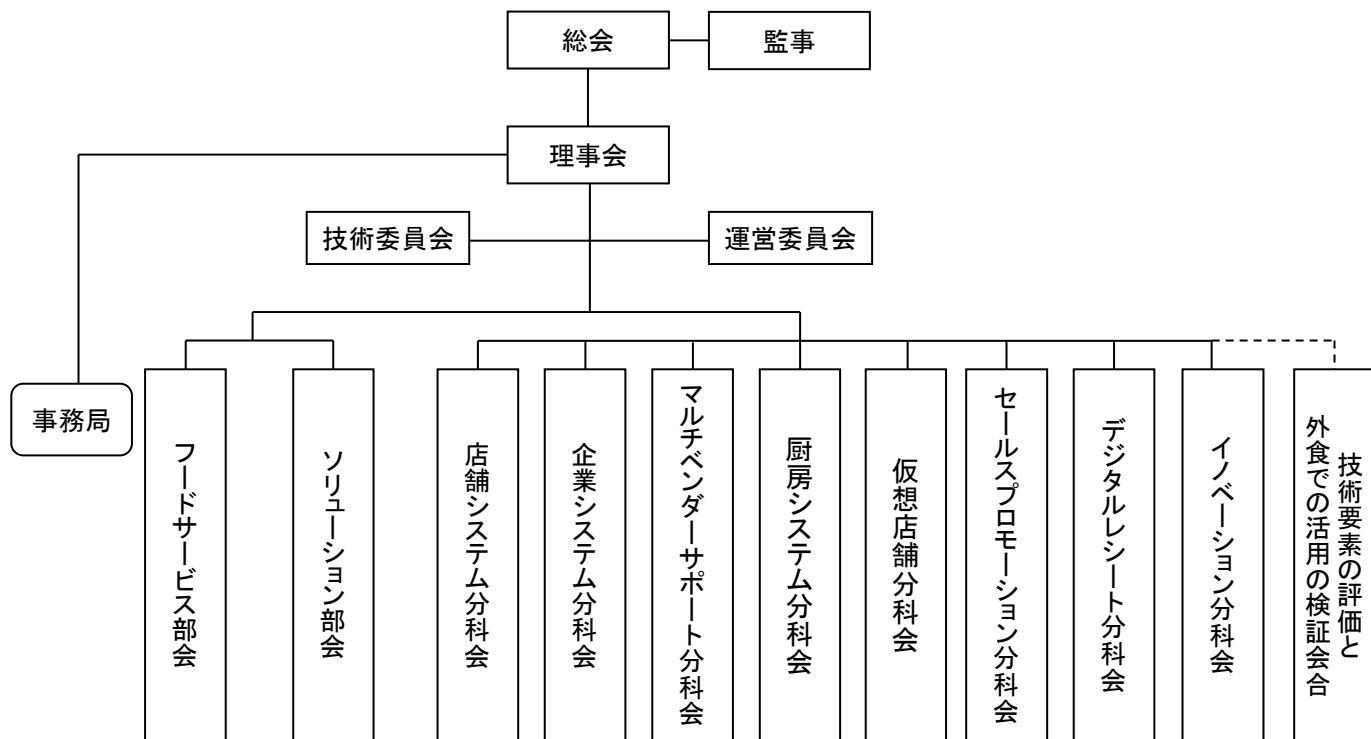 総会
監事
理事会
技術委員会
運営委員会
事務局
フードサービス部会
ソリューション部会
店舗システム分科会
企業システム分科会
マルチベンダーサポート分科会
厨房システム分科会
仮想店舗分科会
セールスプロモーション分科会
デジタルレシート分科会
イノベーション分科会
技術要素の評価と
外食での活用の検証会合